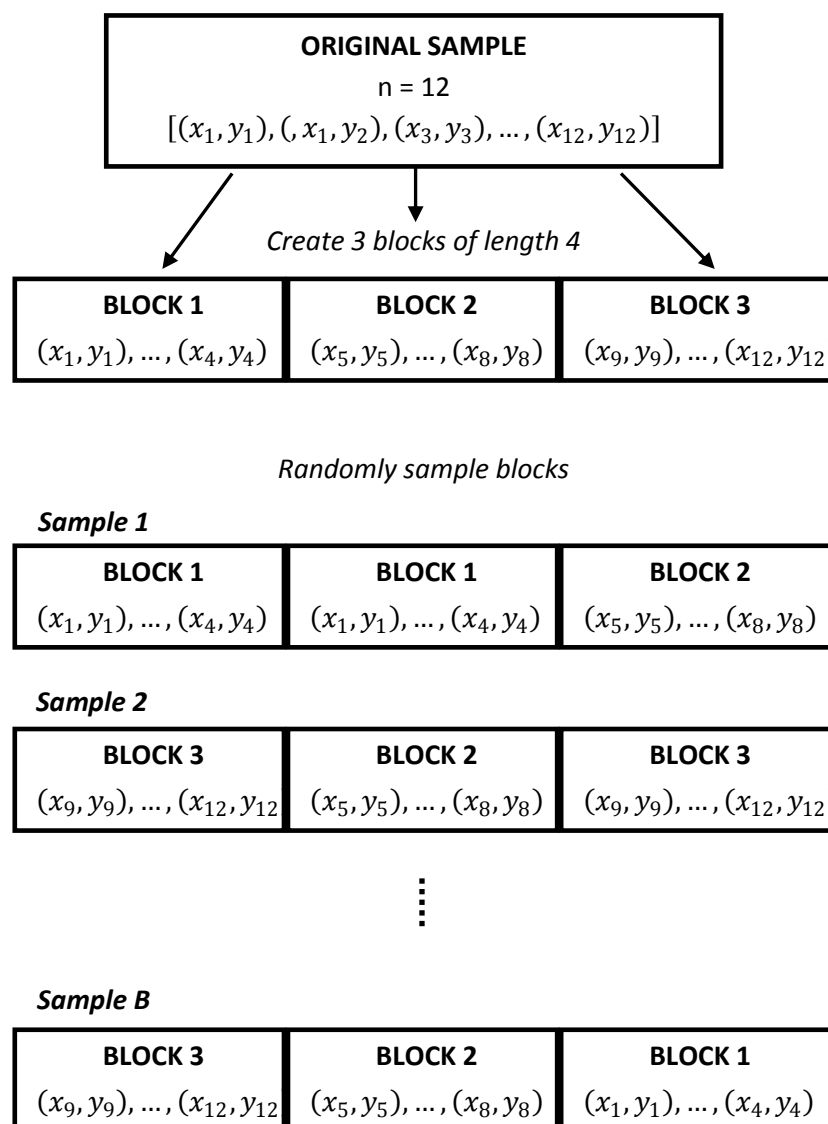 ORIGINAL SAMPLE
n = 12
[(x₁, y₁), (, x₁, y₂), (x₃, y₃), … , (x₁₂, y₁₂)]
Create 3 blocks of length 4
BLOCK 1 BLOCK 2 BLOCK 3
(x₁, y₁), … , (x₄, y₄) (x₅, y₅), … , (x₈, y₈) (x₉, y₉), … , (x₁₂, y₁₂
Randomly sample blocks
Sample 1
BLOCK 1 BLOCK 1 BLOCK 2
(x₁, y₁), … , (x₄, y₄) (x₁, y₁), … , (x₄, y₄) (x₅, y₅), … , (x₈, y₈)
Sample 2
BLOCK 3 BLOCK 2 BLOCK 3
(x₉, y₉), … , (x₁₂, y₁₂ (x₅, y₅), … , (x₈, y₈) (x₉, y₉), … , (x₁₂, y₁₂
Sample B
BLOCK 3 BLOCK 2 BLOCK 1
(x₉, y₉), … , (x₁₂, y₁₂ (x₅, y₅), … , (x₈, y₈) (x₁, y₁), … , (x₄, y₄)